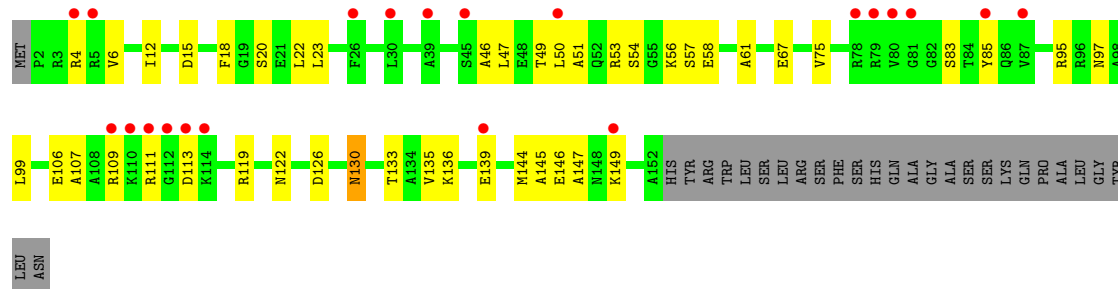 MET P2 R3 R4 R5 V6 I12 D15 F18 G19 S20 E21 L22 L23 F26 L30 A39 S45 A46 L47 E48 T49 L50 A51 Q52 R53 S54 G55 K56 S57 E58 A61 E67 V75 R78 R79 V80 G81 G82 S83 T84 Y85 Q86 V87 R95 R96 N97 A98
L99 E106 A107 A108 R109 K110 R111 G112 D113 K114 R119 N122 D126 N130 T133 A134 V135 K136 E139 M144 A145 E146 A147 N148 K149 A152 HIS TYR ARG TRP LEU SER LEU ARG SER PHE SER HIS GLN ALA GLY ALA SER SER LYS GLN PRO ALA LEU GLY TYR
LEU ASN